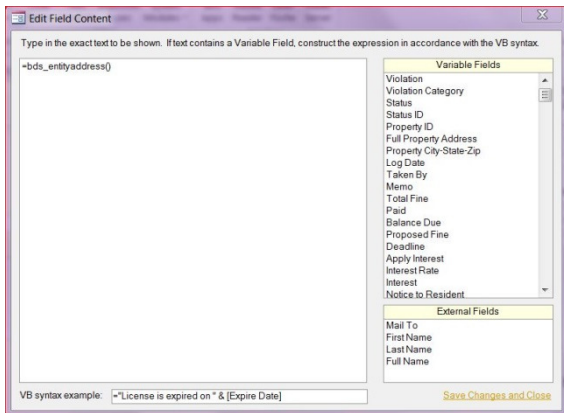 Edit Field Content
Type in the exact text to be shown. If text contains a Variable Field, construct the expression in accordance with the VB syntax.
=bds_entityaddress()
Variable Fields
Violation
Violation Category
Status
Status ID
Property ID
Full Property Address
Property City-State-Zip
Log Date
Taken By
Memo
Total Fine
Paid
Balance Due
Proposed Fine
Deadline
Apply Interest
Interest Rate
Interest
Notice to Resident
External Fields
Mail To
First Name
Last Name
Full Name
VB syntax example: ="License is expired on " & [Expire Date]
Save Changes and Close